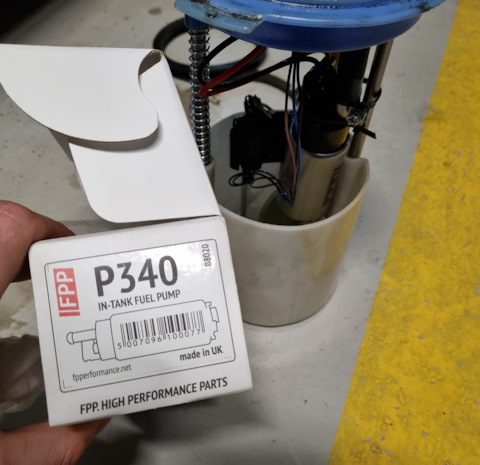 FPP
P340
IN-TANK FUEL PUMP
08020
5 007096 100077
made in UK
fpperformance.net
FPP. HIGH PERFORMANCE PARTS